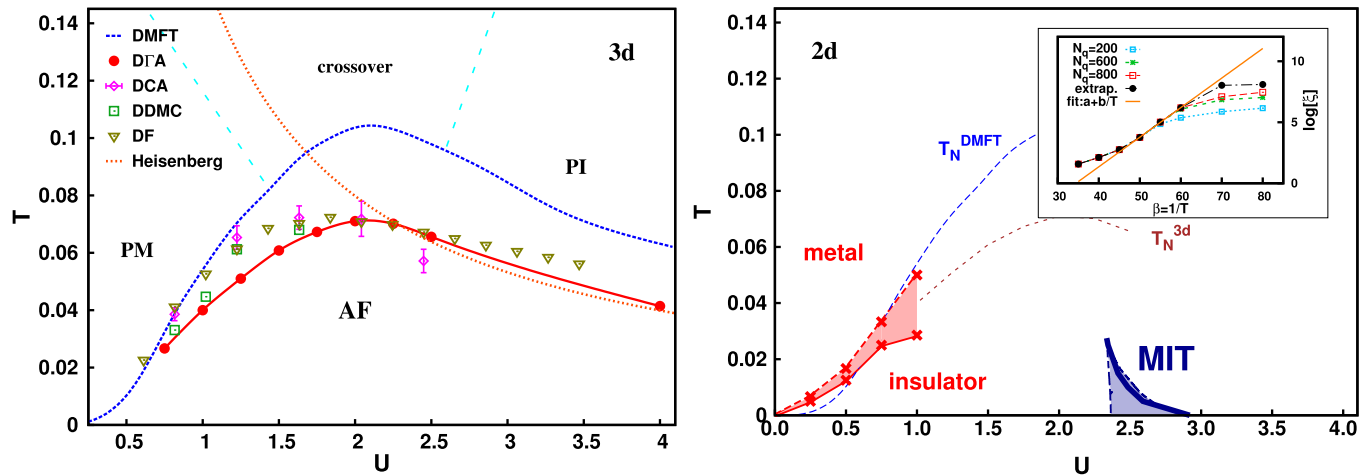 0.14
0.12
0.1
0.08
0.06
0.04
0.02
0
T
DMFT
DΓA
DCA
DDMC
DF
Heisenberg
crossover
3d
PI
PM
AF
0.5 1 1.5 2 2.5 3 3.5 4
U
0.14
0.12
0.1
0.08
0.06
0.04
0.02
0
T
2d
T_N^DMFT
T_N^3d
metal
insulator
MIT
0.0 0.5 1.0 1.5 2.0 2.5 3.0 3.5 4.0
U
N_q=200
N_q=600
N_q=800
extrap.
fit:a+b/T
10
5
0
log[ξ]
30 40 50 60 70 80 90
β=1/T